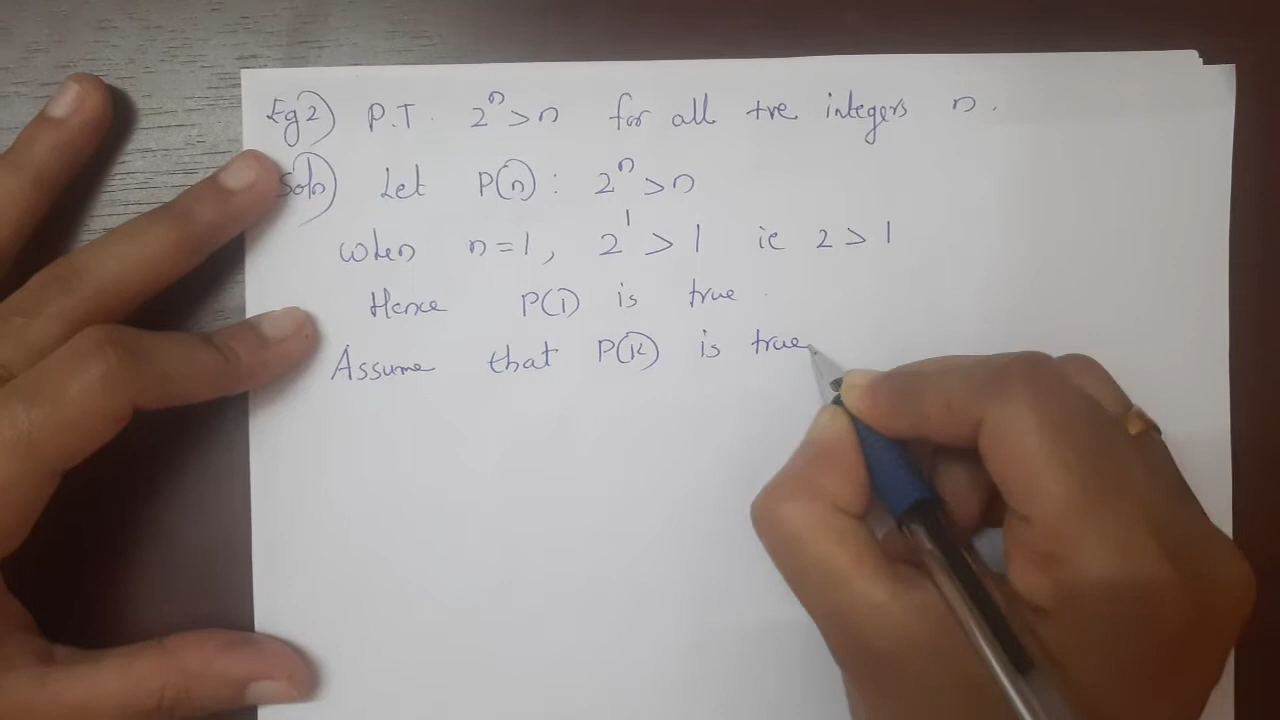 Eg 2) P.T. 2ⁿ > n for all +ve integers n.
Soln) Let P(n) : 2ⁿ > n
when n = 1, 2¹ > 1 ie 2 > 1
Hence P(1) is true.
Assume that P(k) is true